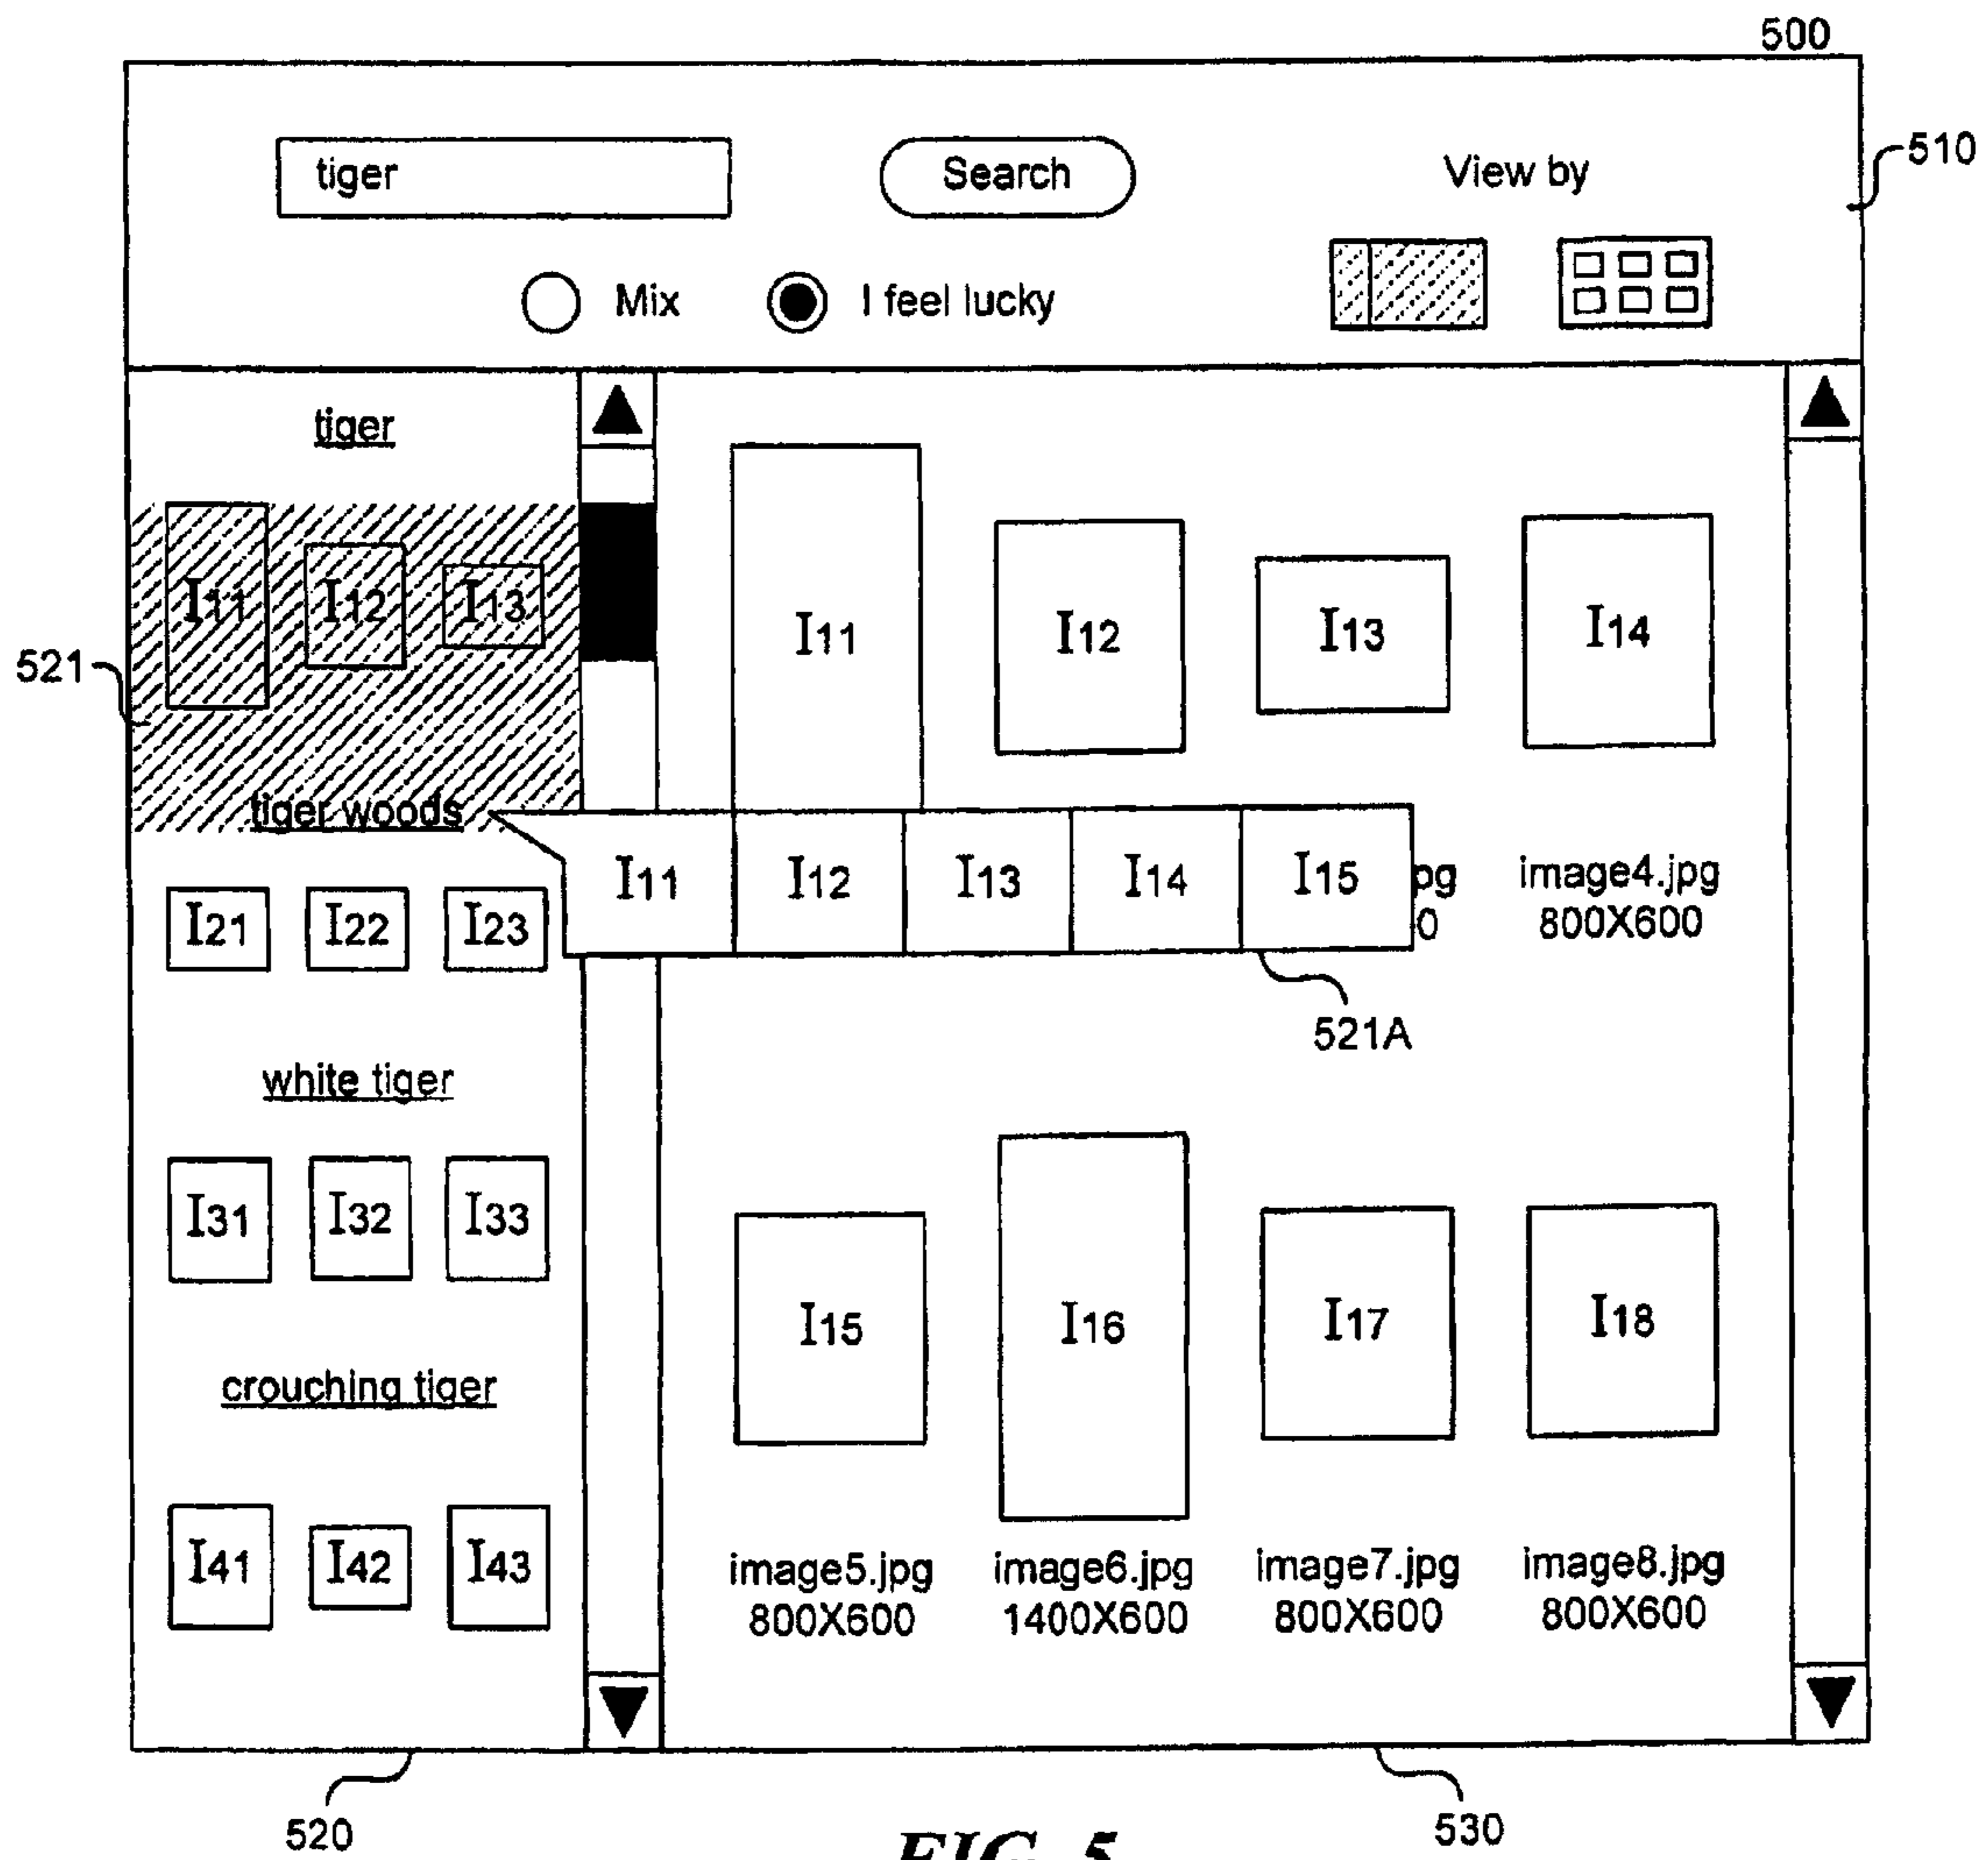 500
510
tiger
Search
View by
Mix
I feel lucky
tiger
I11 I12 I13
521
tiger woods
I21 I22 I23
white tiger
I31 I32 I33
crouching tiger
I41 I42 I43
I11 I12 I13 I14
I11 I12 I13 I14 I15
pg image4.jpg
0 800X600
521A
I15 I16 I17 I18
image5.jpg image6.jpg image7.jpg image8.jpg
800X600 1400X600 800X600 800X600
520
530
FIG. 5